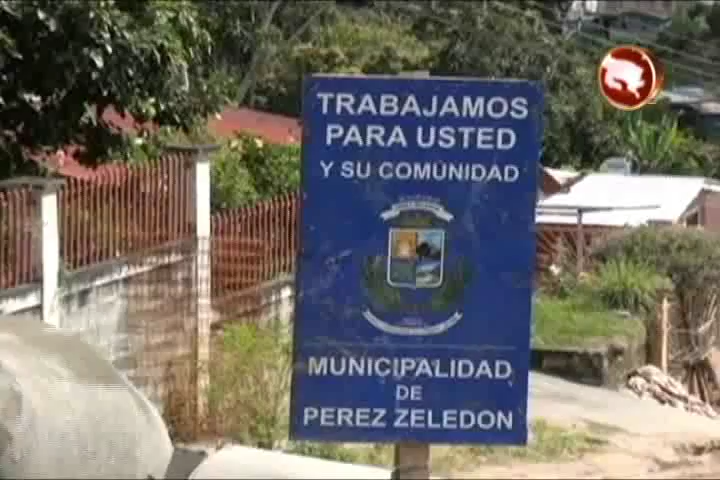 TRABAJAMOS
PARA USTED
Y SU COMUNIDAD
MUNICIPALIDAD
DE
PEREZ ZELEDON